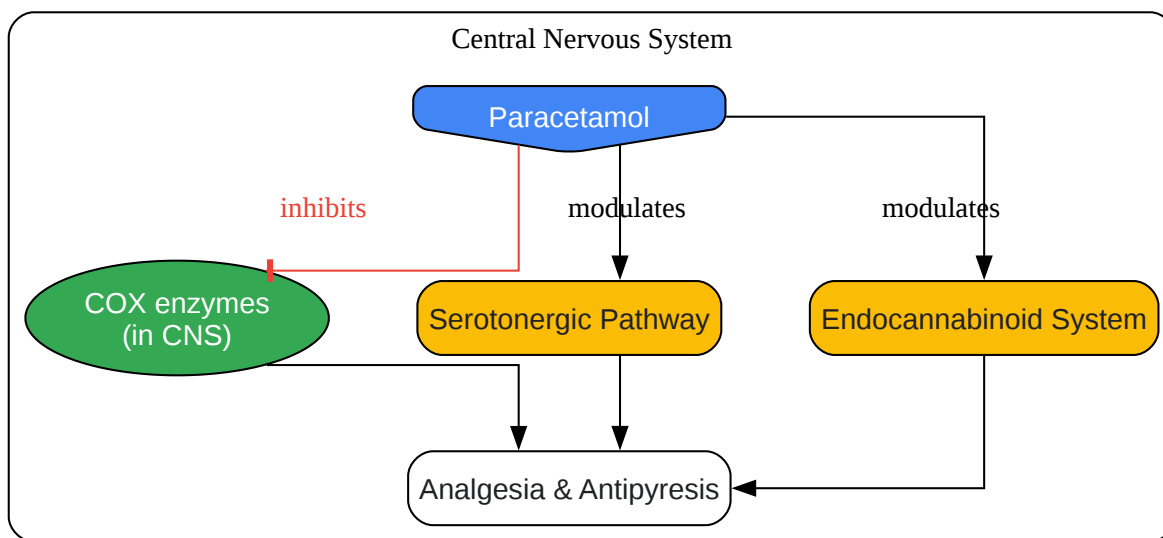 Central Nervous System
Paracetamol
inhibits
modulates
modulates
COX enzymes
(in CNS)
Serotonergic Pathway
Endocannabinoid System
Analgesia & Antipyresis